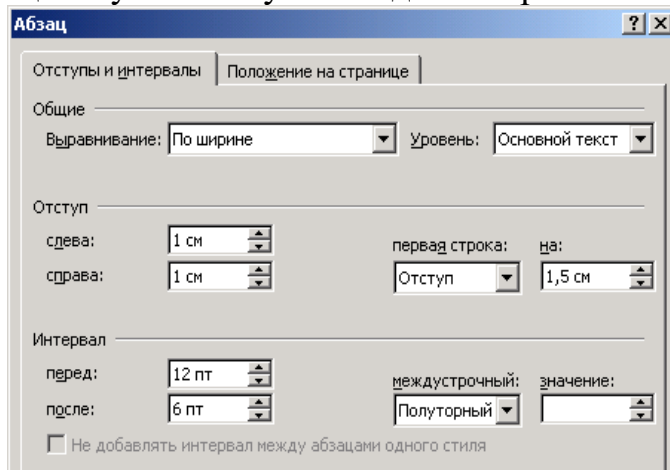 Абзац
Отступы и интервалы Положение на странице
Общие
Выравнивание: По ширине Уровень: Основной текст
Отступ
слева: 1 см первая строка: на:
справа: 1 см Отступ 1,5 см
Интервал
перед: 12 пт междустрочный: значение:
после: 6 пт Полуторный
Не добавлять интервал между абзацами одного стиля